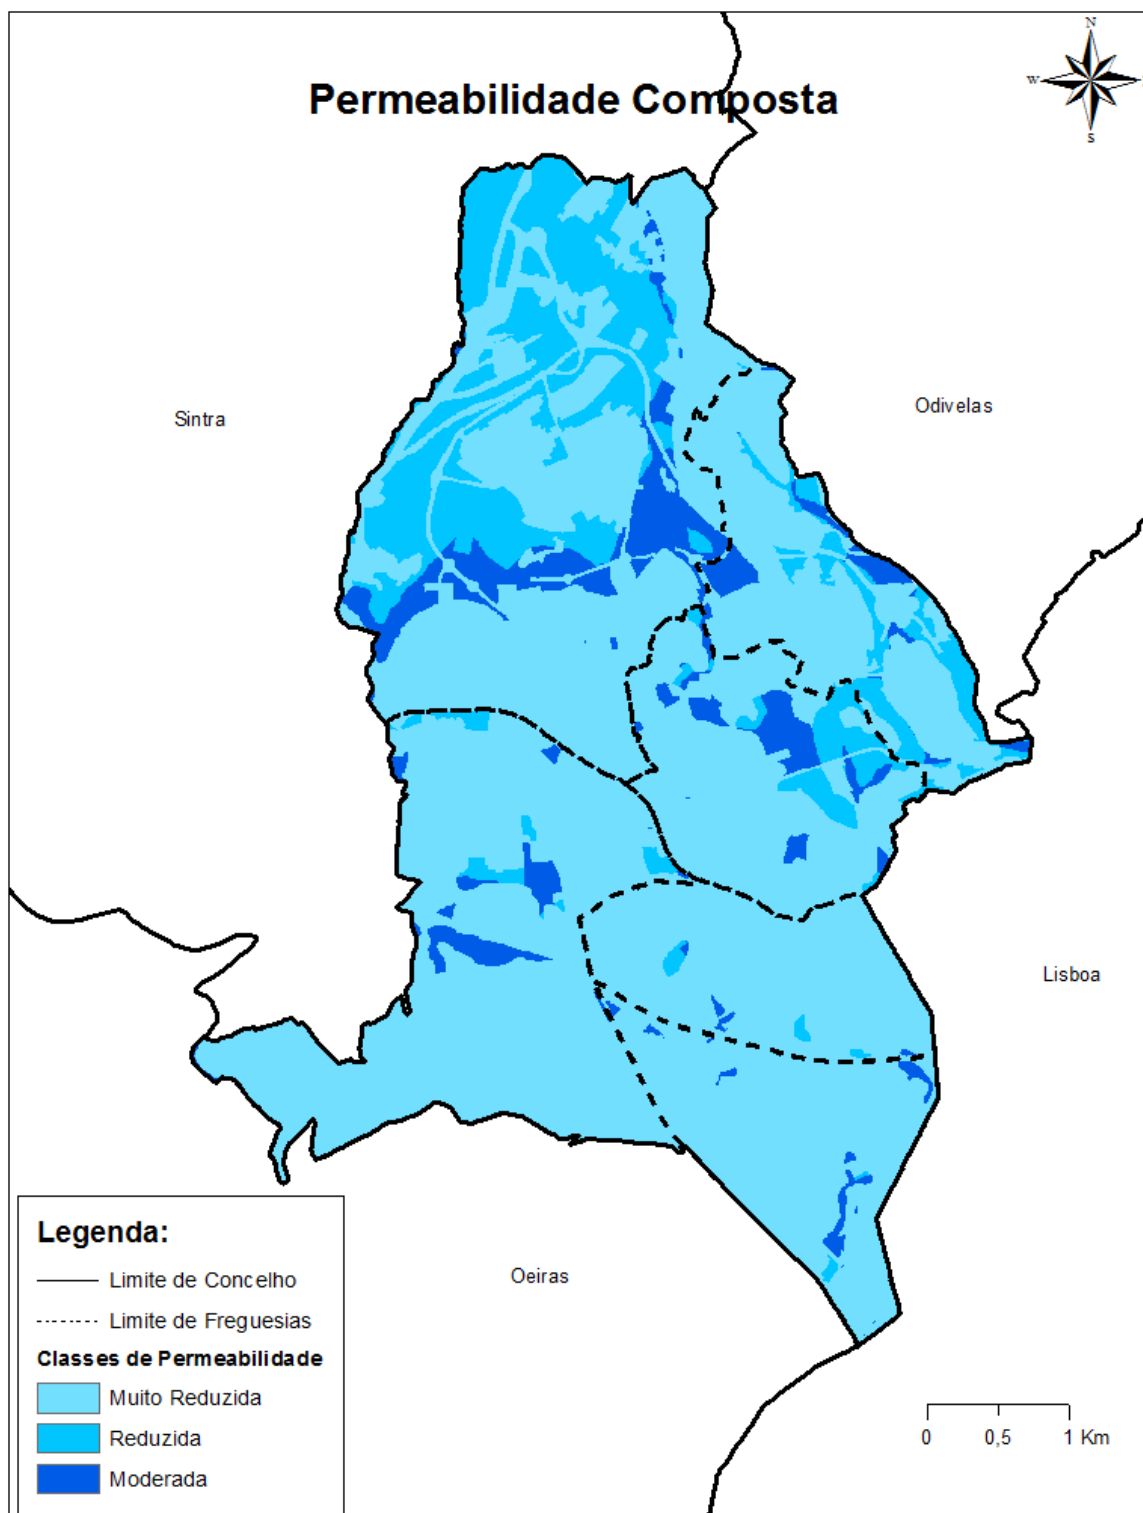 N
W
S
Permeabilidade Composta
Sintra
Odivelas
Lisboa
Oeiras
Legenda:
Limite de Concelho
Limite de Freguesias
Classes de Permeabilidade
Muito Reduzida
Reduzida
Moderada
0 0,5 1 Km